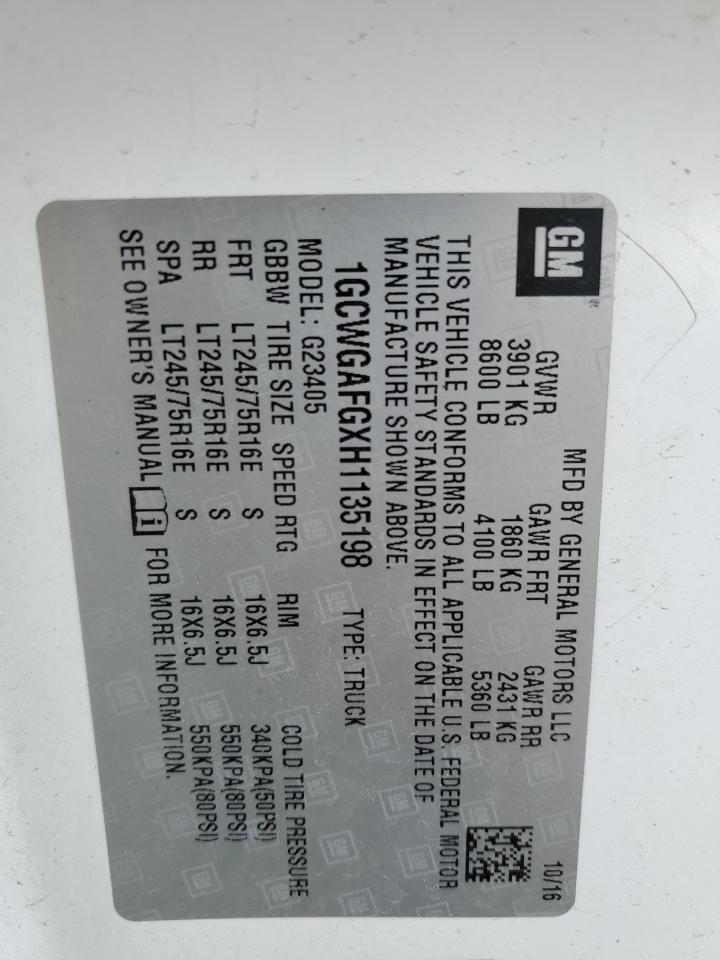 GM ®
MFD BY GENERAL MOTORS LLC 10/16
GVWR GAWR FRT GAWR RR
3901 KG 1860 KG 2431 KG
8600 LB 4100 LB 5360 LB
THIS VEHICLE CONFORMS TO ALL APPLICABLE U.S. FEDERAL MOTOR
VEHICLE SAFETY STANDARDS IN EFFECT ON THE DATE OF
MANUFACTURE SHOWN ABOVE.
1GCWGAFGXH1135198 TYPE: TRUCK
MODEL: G23405
GBBW TIRE SIZE SPEED RTG RIM COLD TIRE PRESSURE
FRT LT245/75R16E S 16X6.5J 340KPA(50PSI)
RR LT245/75R16E S 16X6.5J 550KPA(80PSI)
SPA LT245/75R16E S 16X6.5J 550KPA(80PSI)
SEE OWNER'S MANUAL i FOR MORE INFORMATION.